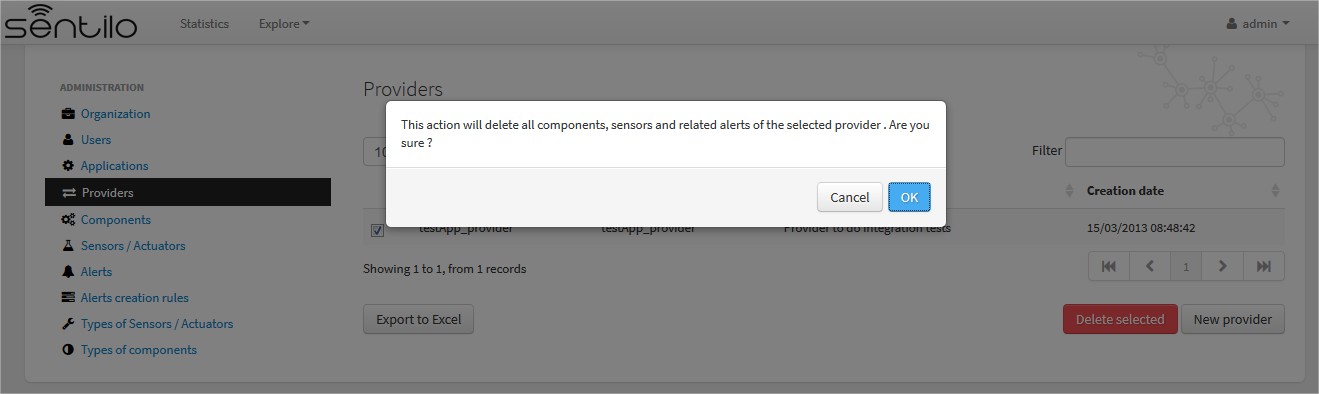 sentilo
Statistics
Explore
admin
ADMINISTRATION
Organization
Users
Applications
Providers
Components
Sensors / Actuators
Alerts
Alerts creation rules
Types of Sensors / Actuators
Types of components
Providers
This action will delete all components, sensors and related alerts of the selected provider . Are you
sure ?
Cancel
OK
10
Filter
Creation date
testApp_provider testApp_provider Provider to do integration tests 15/03/2013 08:48:42
Showing 1 to 1, from 1 records
1
Export to Excel
Delete selected
New provider